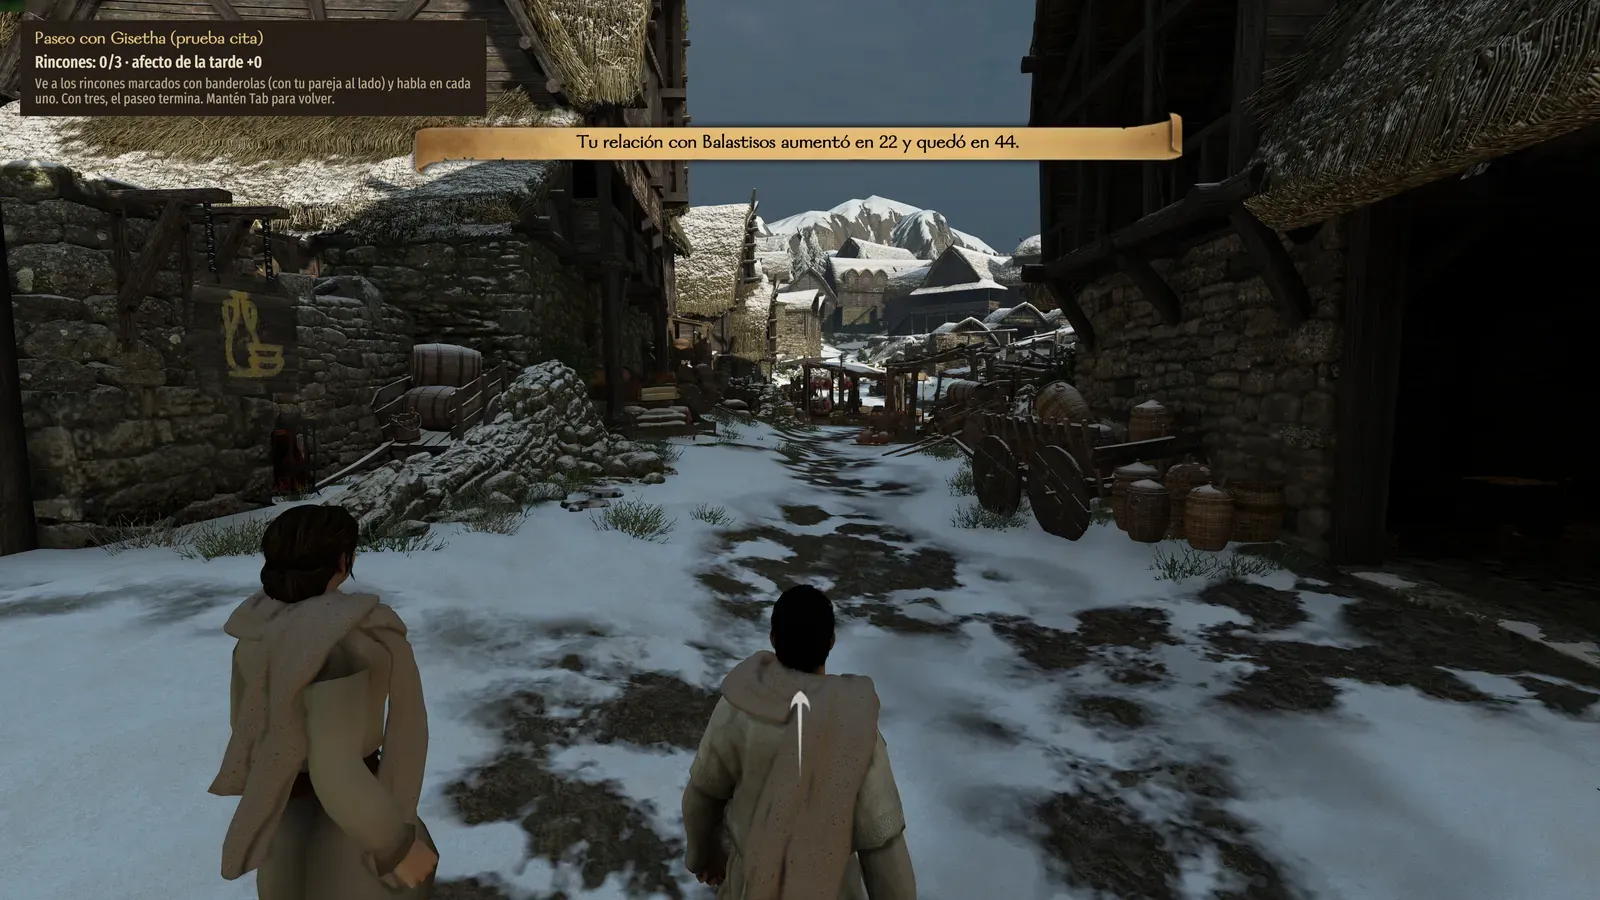 Paseo con Gisetha (prueba cita)
Rincones: 0/3 · afecto de la tarde +0
Ve a los rincones marcados con banderolas (con tu pareja al lado) y habla en cada
uno. Con tres, el paseo termina. Mantén Tab para volver.
Tu relación con Balastisos aumentó en 22 y quedó en 44.